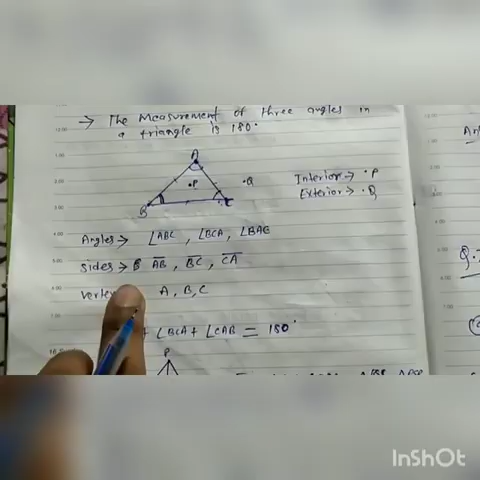 → The Measurement of three angles in
a triangle is 180°
A
•P
•Q
B
C
Interior → •P
Exterior → •Q
Angles → ∠ABC, ∠BCA, ∠BAC
sides → AB, BC, CA
A, B, C
+ ∠BCA + ∠CAB = 180°
P
InShOt